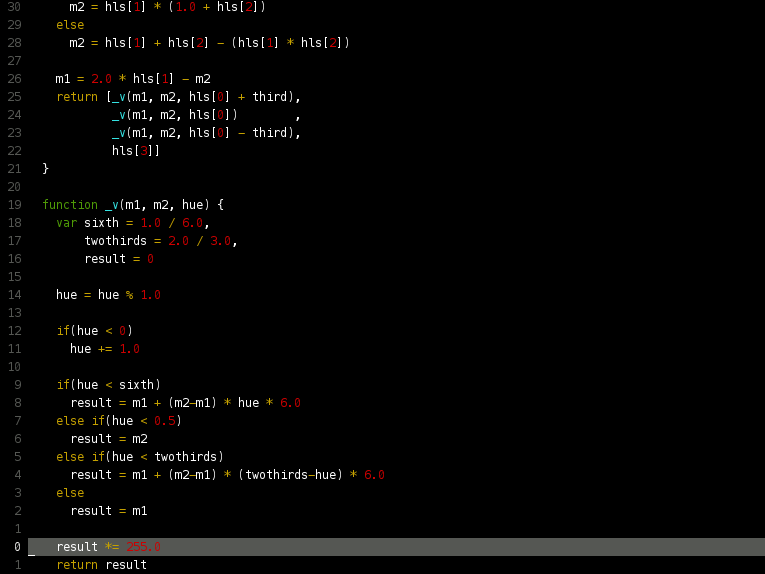 30 m2 = hls[1] * (1.0 + hls[2])
29 else
28 m2 = hls[1] + hls[2] - (hls[1] * hls[2])
27
26 m1 = 2.0 * hls[1] - m2
25 return [_v(m1, m2, hls[0] + third),
24 _v(m1, m2, hls[0]) ,
23 _v(m1, m2, hls[0] - third),
22 hls[3]]
21 }
20
19 function _v(m1, m2, hue) {
18 var sixth = 1.0 / 6.0,
17 twothirds = 2.0 / 3.0,
16 result = 0
15
14 hue = hue % 1.0
13
12 if(hue < 0)
11 hue += 1.0
10
9 if(hue < sixth)
8 result = m1 + (m2-m1) * hue * 6.0
7 else if(hue < 0.5)
6 result = m2
5 else if(hue < twothirds)
4 result = m1 + (m2-m1) * (twothirds-hue) * 6.0
3 else
2 result = m1
1
0 result *= 255.0
1 return result